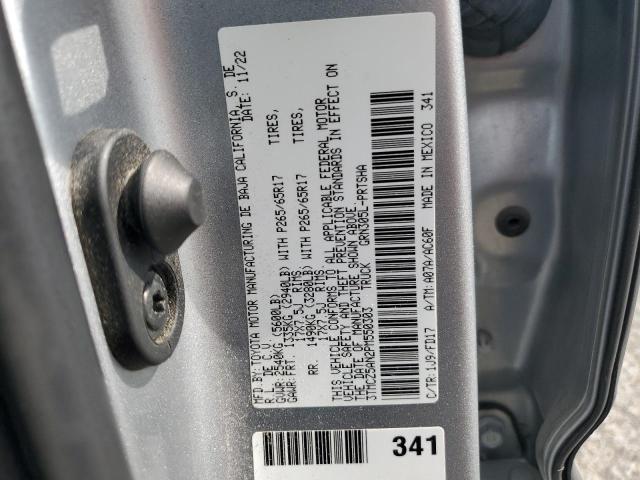 MFD.BY: TOYOTA MOTOR MANUFACTURING DE BAJA CALIFORNIA, S. DE
R.L. DE C.V. DATE: 11/22
GVWR: 2540KG (5600LB)
GAWR: FRT. 1335KG (2940LB) WITH P265/65R17 TIRES,
17X7.5J RIMS,
RR. 1490KG (3280LB) WITH P265/65R17 TIRES,
17X7.5J RIMS.
THIS VEHICLE CONFORMS TO ALL APPLICABLE FEDERAL MOTOR
VEHICLE SAFETY AND THEFT PREVENTION STANDARDS IN EFFECT ON
THE DATE OF MANUFACTURE SHOWN ABOVE.
3TMCZ5AN2PM550303 TRUCK GRN305L-PRTSHA
C/TR: 1J9/FD17 A/TM: A07A/AC60F MADE IN MEXICO 341
341